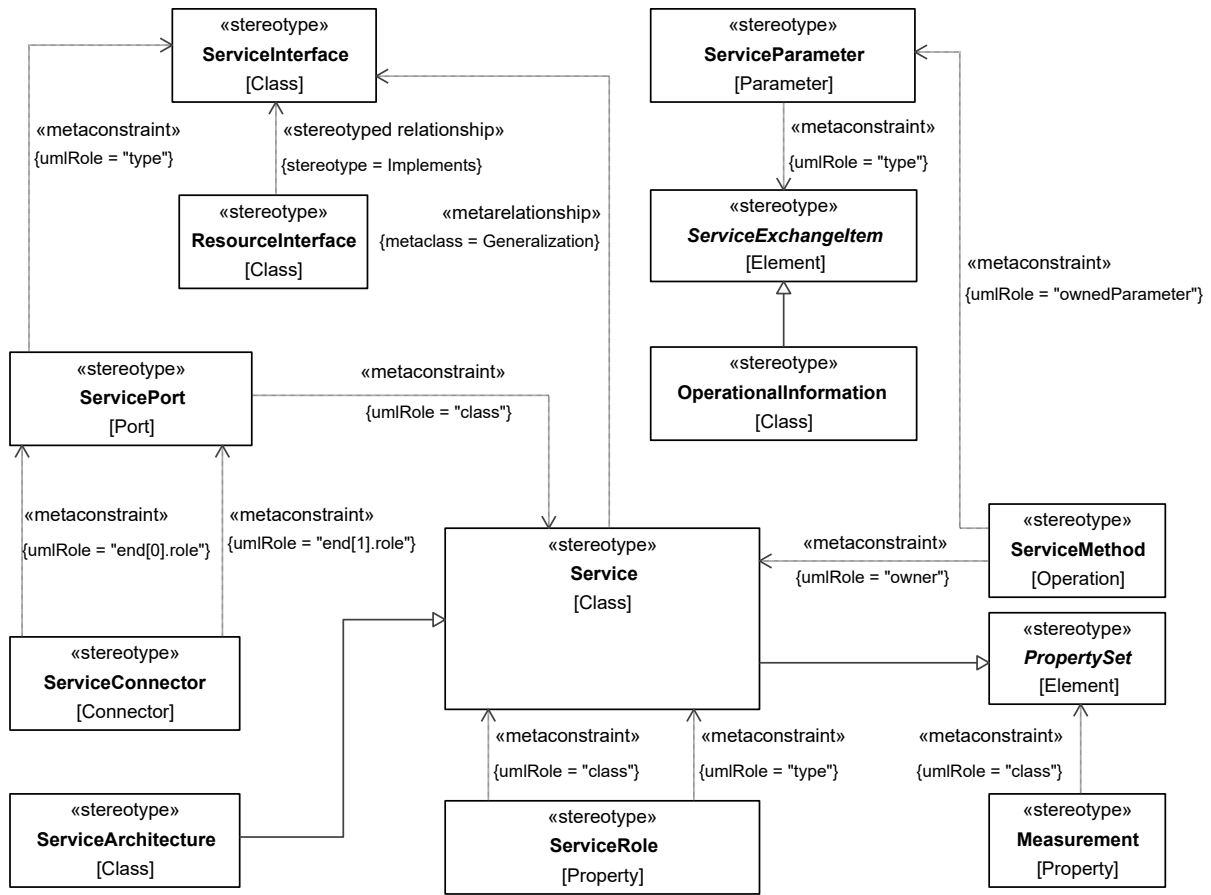 «stereotype»
ServiceInterface
[Class]
«stereotype»
ServiceParameter
[Parameter]
«metaconstraint»
{umlRole = "type"}
«stereotyped relationship»
{stereotype = Implements}
«metaconstraint»
{umlRole = "type"}
«stereotype»
ResourceInterface
[Class]
«metarelationship»
{metaclass = Generalization}
«stereotype»
ServiceExchangeItem
[Element]
«metaconstraint»
{umlRole = "ownedParameter"}
«stereotype»
ServicePort
[Port]
«metaconstraint»
{umlRole = "class"}
«stereotype»
OperationalInformation
[Class]
«metaconstraint»
{umlRole = "end[0].role"}
«metaconstraint»
{umlRole = "end[1].role"}
«stereotype»
Service
[Class]
«metaconstraint»
{umlRole = "owner"}
«stereotype»
ServiceMethod
[Operation]
«stereotype»
ServiceConnector
[Connector]
«stereotype»
PropertySet
[Element]
«metaconstraint»
{umlRole = "class"}
«metaconstraint»
{umlRole = "type"}
«metaconstraint»
{umlRole = "class"}
«stereotype»
ServiceArchitecture
[Class]
«stereotype»
ServiceRole
[Property]
«stereotype»
Measurement
[Property]